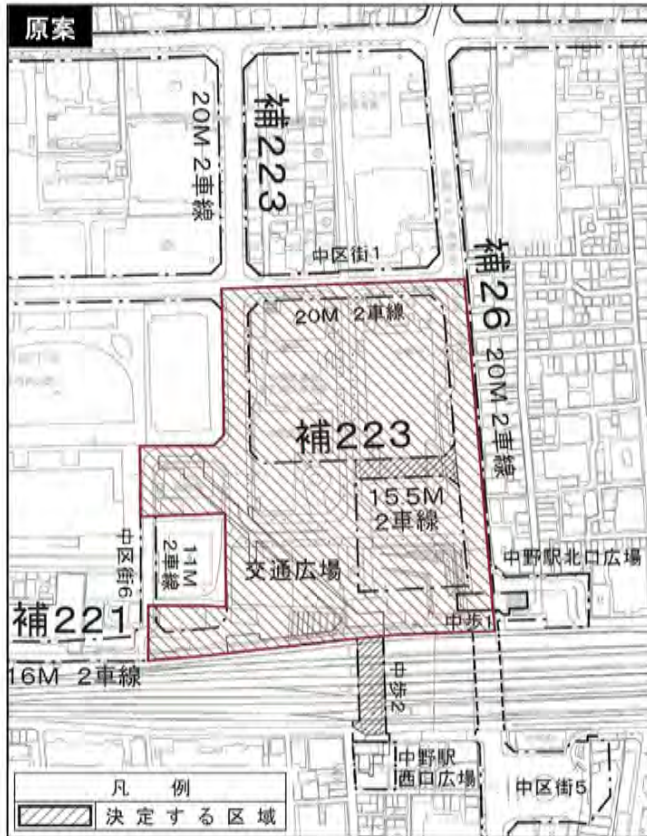 原案
補223
20M 2車線
中区街1
補26
20M 2車線
20M 2車線
補223
15.5M
2車線
中区街6
11M
2車線
交通広場
中野駅北口広場
補221
中歩1
16M 2車線
中歩2
中野駅
西口広場
中区街5
凡例
決定する区域